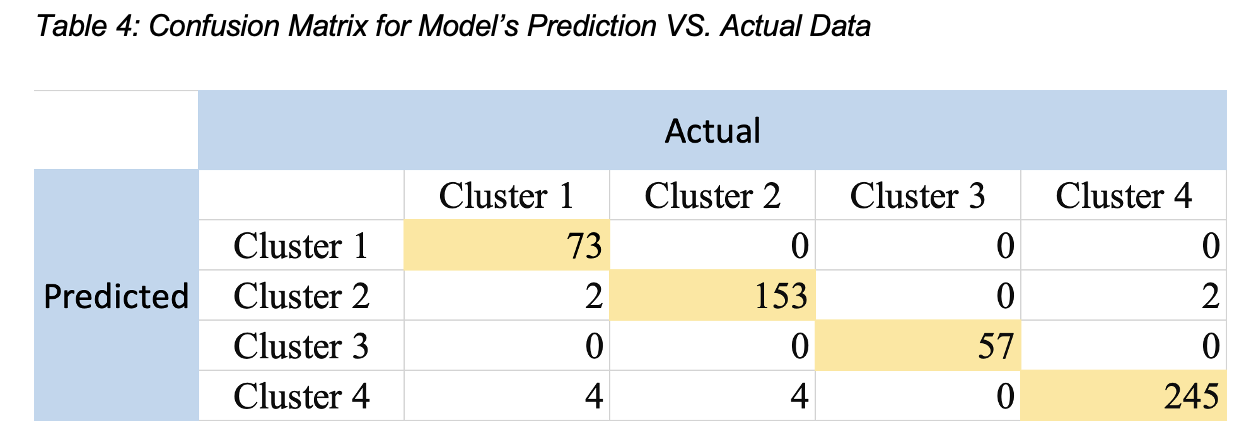 Table 4: Confusion Matrix for Model's Prediction VS. Actual Data
Actual
Cluster 1 Cluster 2 Cluster 3 Cluster 4
Cluster 1 73 0 0 0
Predicted Cluster 2 2 153 0 2
Cluster 3 0 0 57 0
Cluster 4 4 4 0 245